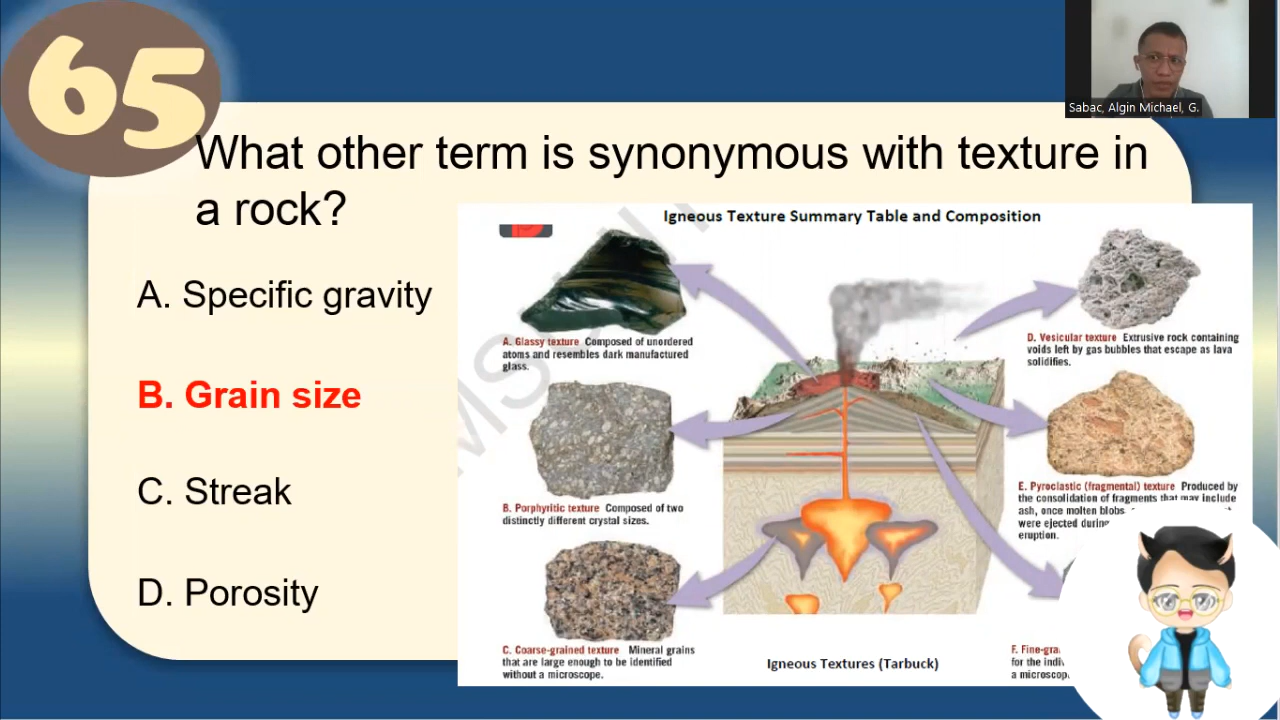 65
What other term is synonymous with texture in
a rock?
A. Specific gravity
B. Grain size
C. Streak
D. Porosity
Sabac, Algin Michael, G.
Igneous Texture Summary Table and Composition
A. Glassy texture Composed of unordered
atoms and resembles dark manufactured
glass.
B. Porphyritic texture Composed of two
distinctly different crystal sizes.
C. Coarse-grained texture Mineral grains
that are large enough to be identified
without a microscope.
D. Vesicular texture Extrusive rock containing
voids left by gas bubbles that escape as lava
solidifies.
E. Pyroclastic (fragmental) texture Produced by
the consolidation of fragments that may include
ash, once molten blobs,
were ejected during
eruption.
F. Fine-gra
for the indi
a microscop
Igneous Textures (Tarbuck)